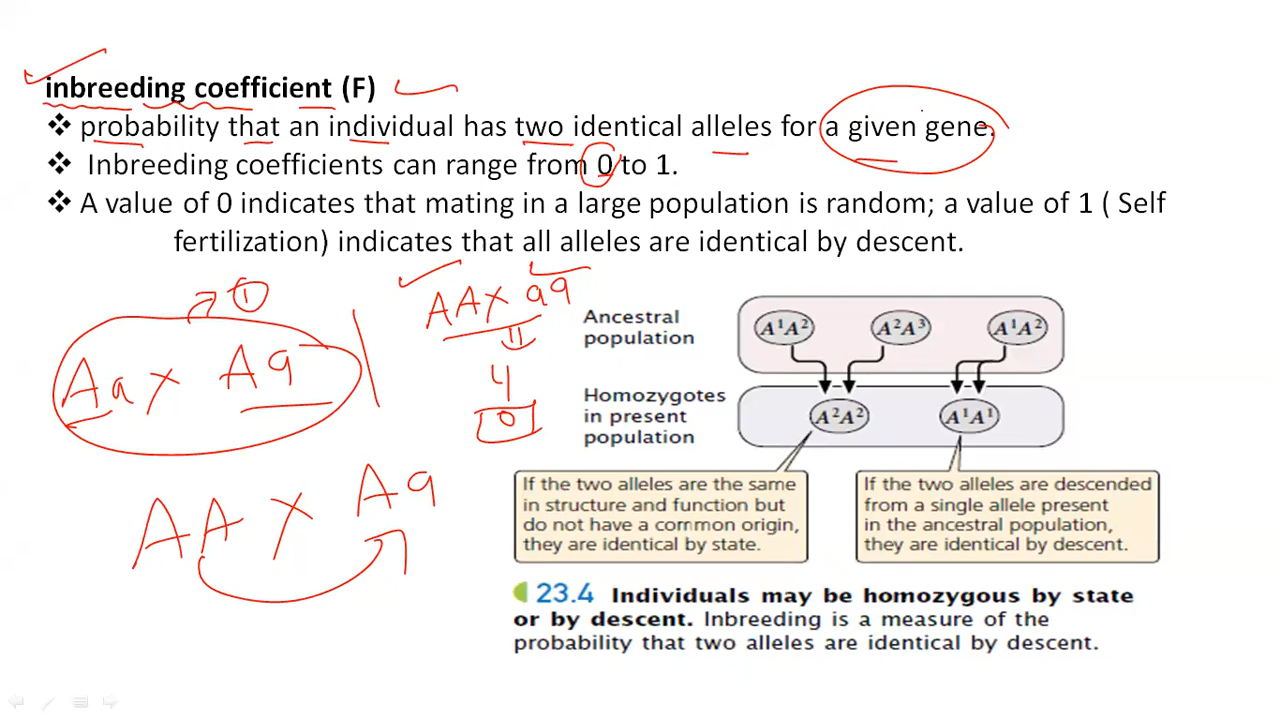 inbreeding coefficient (F)
❖ probability that an individual has two identical alleles for a given gene.
❖ Inbreeding coefficients can range from 0 to 1.
❖ A value of 0 indicates that mating in a large population is random; a value of 1 ( Self
fertilization) indicates that all alleles are identical by descent.
1
AA x aa
Aa x Aa
4
0
AA x Aa
Ancestral
population
A¹A² A²A³ A¹A²
Homozygotes
in present
population
A²A² A¹A¹
If the two alleles are the same
in structure and function but
do not have a common origin,
they are identical by state.
If the two alleles are descended
from a single allele present
in the ancestral population,
they are identical by descent.
23.4 Individuals may be homozygous by state
or by descent. Inbreeding is a measure of the
probability that two alleles are identical by descent.